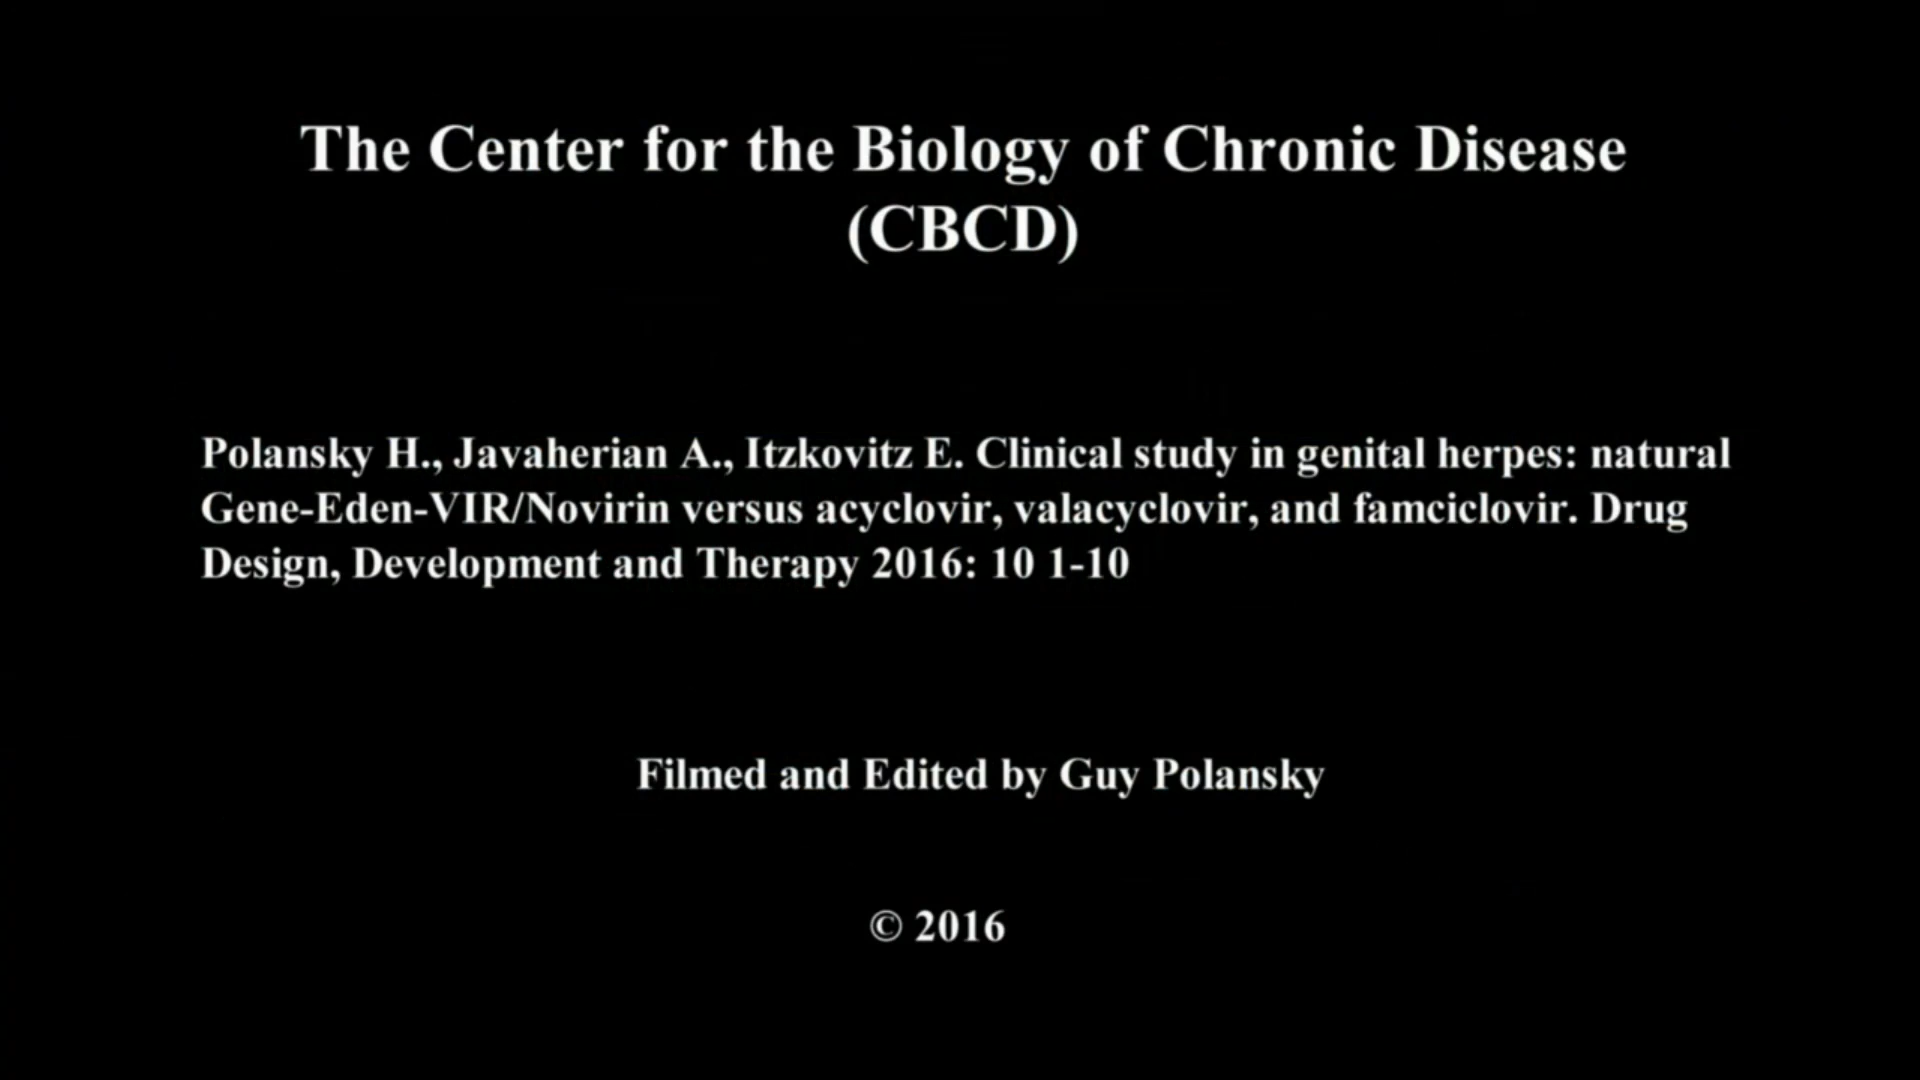 The Center for the Biology of Chronic Disease
(CBCD)
Polansky H., Javaherian A., Itzkovitz E. Clinical study in genital herpes: natural
Gene-Eden-VIR/Novirin versus acyclovir, valacyclovir, and famciclovir. Drug
Design, Development and Therapy 2016: 10 1-10
Filmed and Edited by Guy Polansky
© 2016